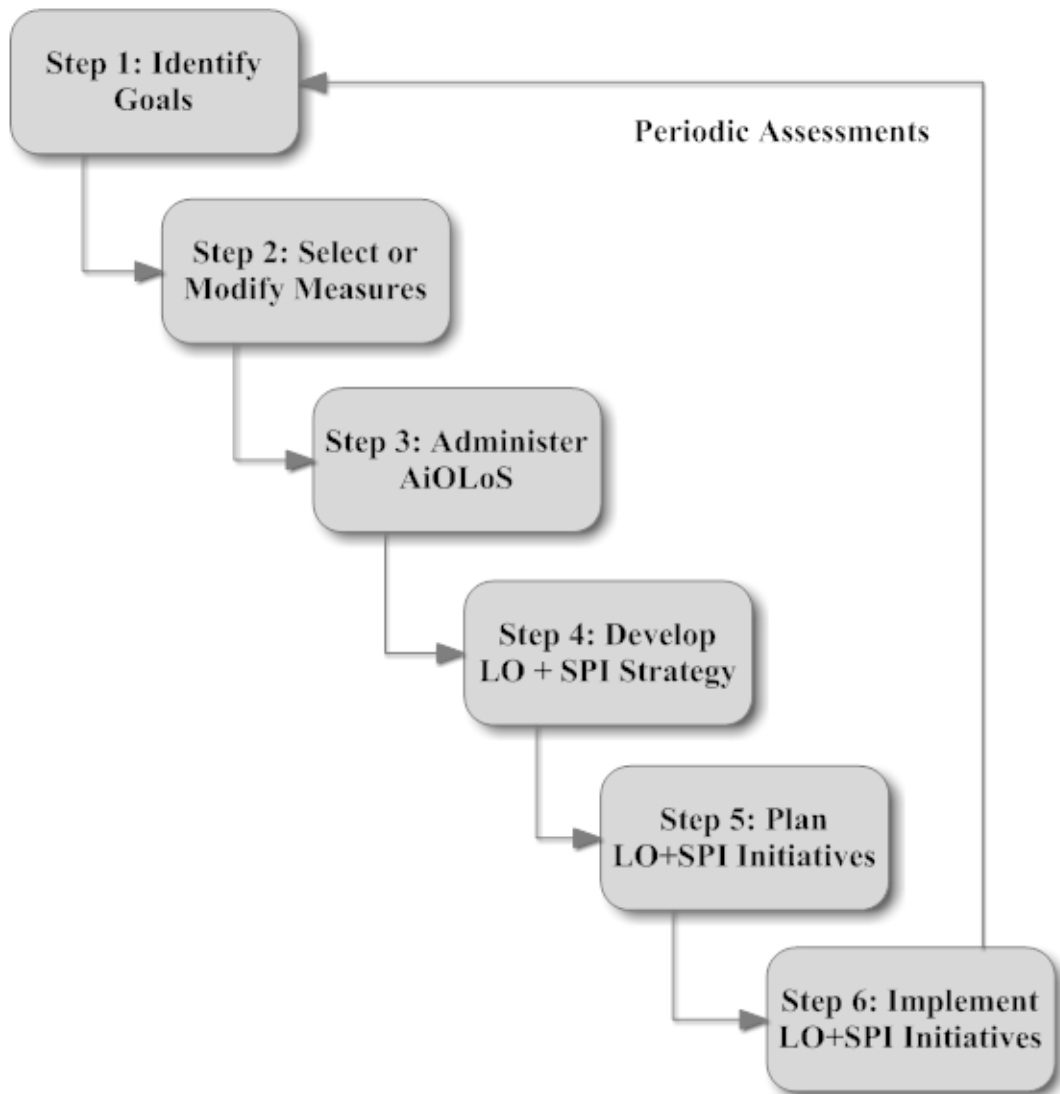 Step 1: Identify
Goals
Periodic Assessments
Step 2: Select or
Modify Measures
Step 3: Administer
AiOLoS
Step 4: Develop
LO + SPI Strategy
Step 5: Plan
LO+SPI Initiatives
Step 6: Implement
LO+SPI Initiatives